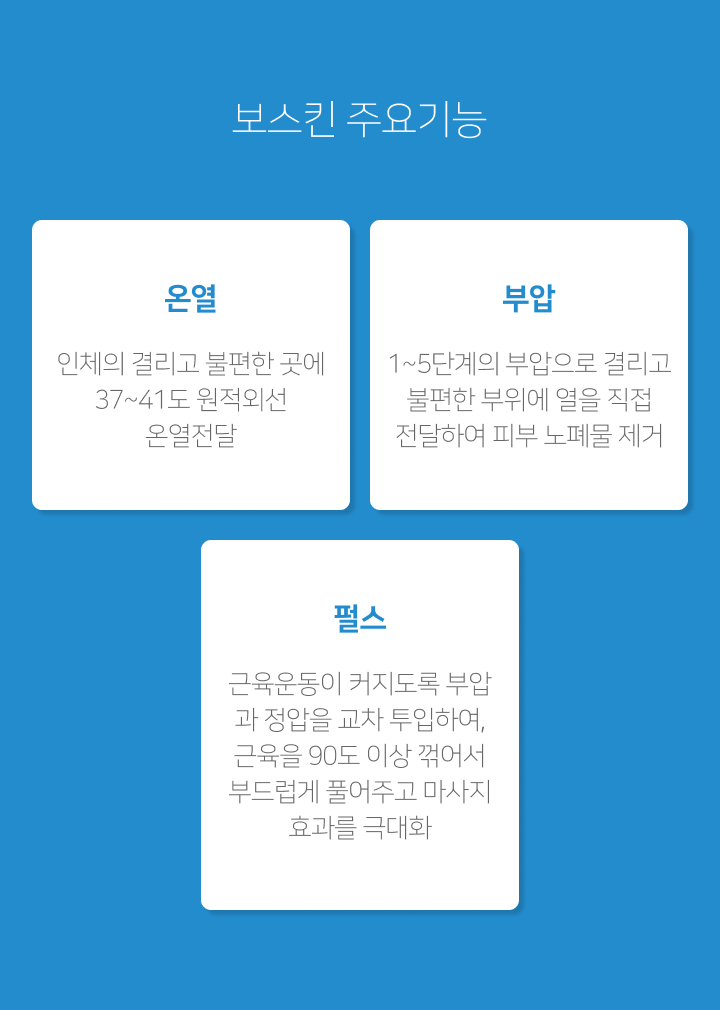 보스킨 주요기능
온열
인체의 결리고 불편한 곳에
37~41도 원적외선
온열전달
부압
1~5단계의 부압으로 결리고
불편한 부위에 열을 직접
전달하여 피부 노폐물 제거
펄스
근육운동이 커지도록 부압
과 정압을 교차 투입하여,
근육을 90도 이상 꺾어서
부드럽게 풀어주고 마사지
효과를 극대화